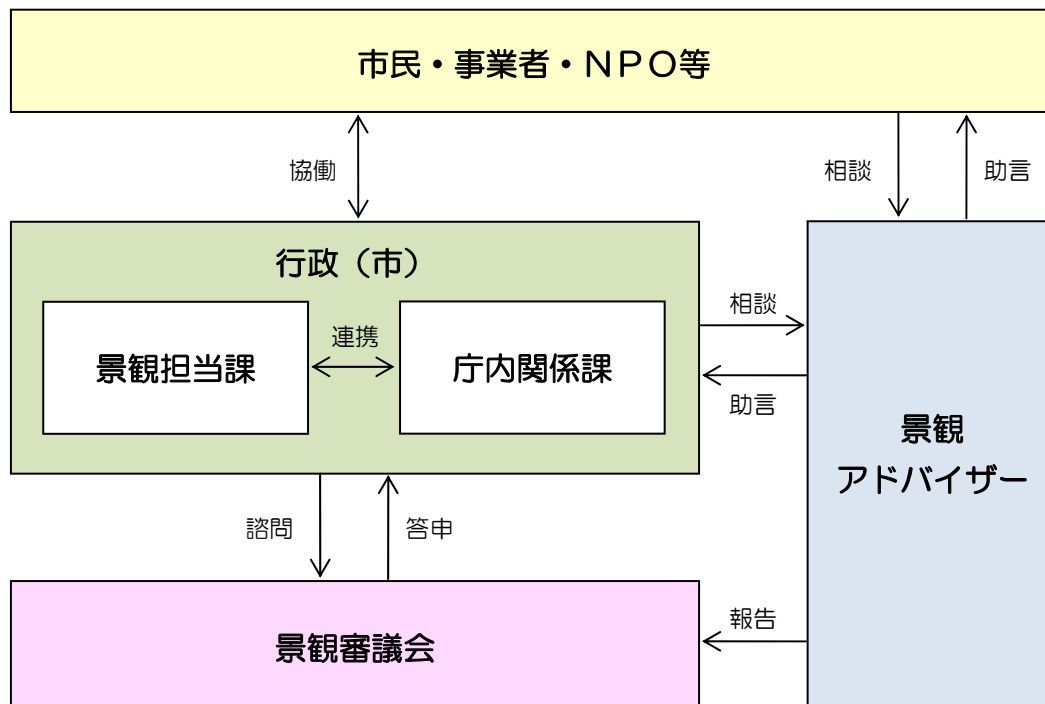 市民・事業者・ＮＰＯ等
協働
相談
助言
行政（市）
景観担当課
連携
庁内関係課
相談
助言
景観
アドバイザー
諮問
答申
景観審議会
報告